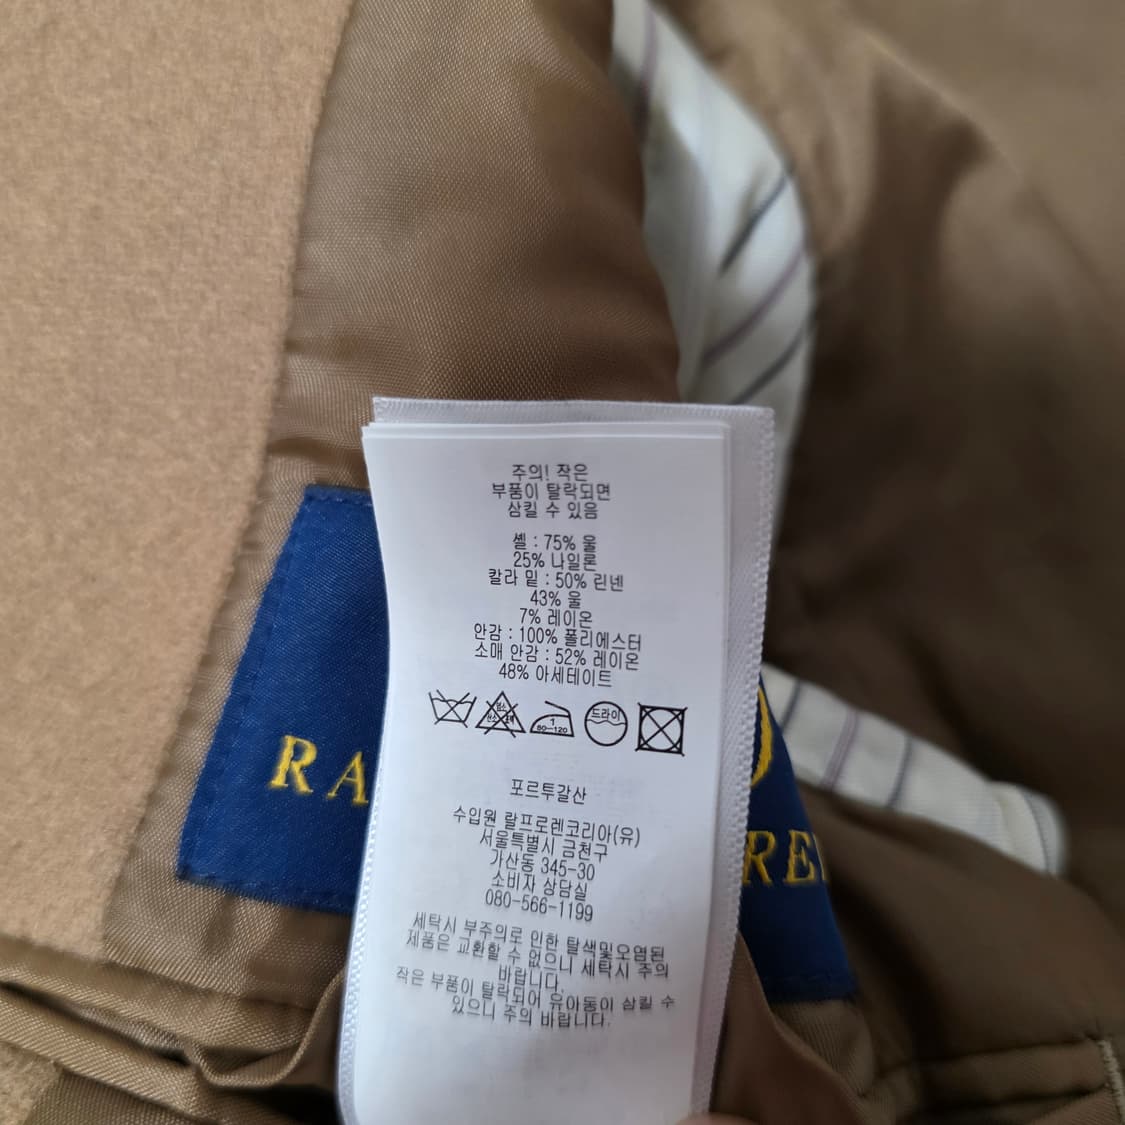 주의! 작은
부품이 탈락되면
삼킬 수 있음
셸 : 75% 울
25% 나일론
칼라 밑 : 50% 린넨
43% 울
7% 레이온
안감 : 100% 폴리에스터
소매 안감 : 52% 레이온
48% 아세테이트
1
80-120
드라이
포르투갈산
수입원 랄프로렌코리아(유)
서울특별시 금천구
가산동 345-30
소비자 상담실
080-566-1199
세탁시 부주의로 인한 탈색및오염된
제품은 교환할 수 없으니 세탁시 주의
바랍니다.
작은 부품이 탈락되어 유아동이 삼킬 수
있으니 주의 바랍니다.
RA
REN